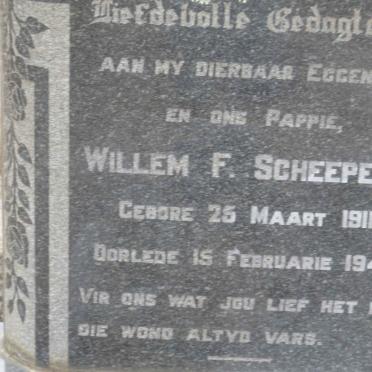 Liefdevolle Gedagte
AAN MY DIERBAAR EGGEN
EN ONS PAPPIE,
WILLEM F. SCHEEPE
GEBORE 25 MAART 191
OORLEDE 15 FEBRUARIE 194
VIR ONS WAT JOU LIEF HET
DIE WOND ALTYD VARS.